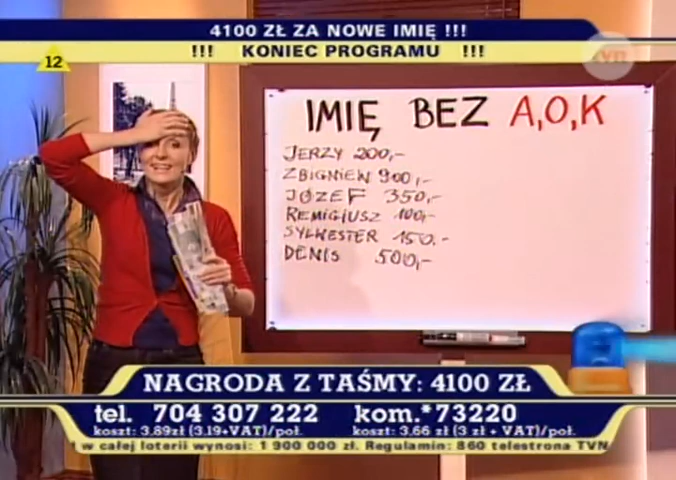 4100 ZŁ ZA NOWE IMIĘ !!!
!!! KONIEC PROGRAMU !!!
tvn
12
IMIĘ BEZ A,O,K
JERZY 200,-
ZBIGNIEW 900,-
JÓZEF 350,-
REMIGIUSZ 100,-
SYLWESTER 150.-
DENIS 500,-
NAGRODA Z TAŚMY: 4100 ZŁ
tel. 704 307 222 kom.*73220
koszt: 3,89zł (3,19+VAT)/poł. koszt: 3,66 zł (3 zł + VAT)/poł.
w całej loterii wynosi: 1 900 000 zł. Regulamin: 860 telestrona TVN